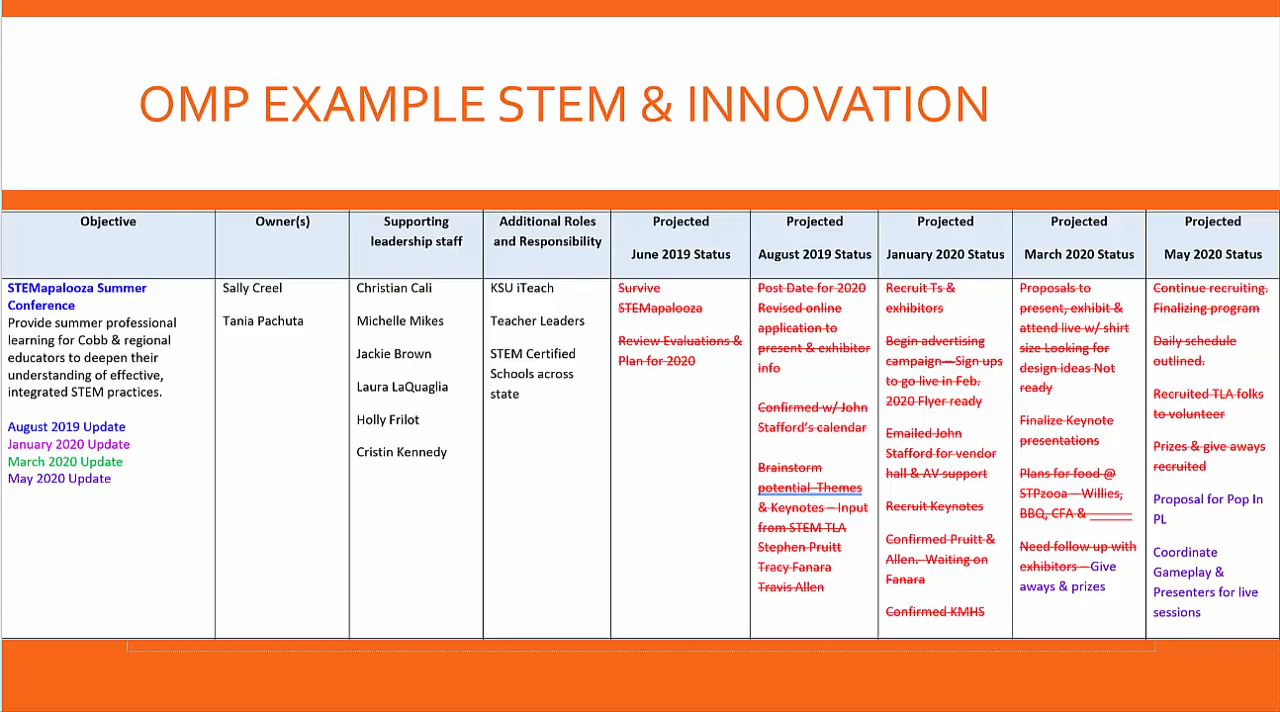 OMP EXAMPLE STEM & INNOVATION
Objective
Owner(s)
Supporting
leadership staff
Additional Roles
and Responsibility
Projected
June 2019 Status
Projected
August 2019 Status
Projected
January 2020 Status
Projected
March 2020 Status
Projected
May 2020 Status
STEMapalooza Summer
Conference
Provide summer professional
learning for Cobb & regional
educators to deepen their
understanding of effective,
integrated STEM practices.
August 2019 Update
January 2020 Update
March 2020 Update
May 2020 Update
Sally Creel
Tania Pachuta
Christian Cali
Michelle Mikes
Jackie Brown
Laura LaQuaglia
Holly Frilot
Cristin Kennedy
KSU iTeach
Teacher Leaders
STEM Certified
Schools across
state
Survive
STEMapalooza
Review Evaluations &
Plan for 2020
Post Date for 2020
Revised online
application to
present & exhibitor
info
Confirmed w/ John
Stafford's calendar
Brainstorm
potential Themes
& Keynotes – Input
from STEM TLA
Stephen Pruitt
Tracy Fanara
Travis Allen
Recruit Ts &
exhibitors
Begin advertising
campaign—Sign ups
to go live in Feb.
2020 Flyer ready
Emailed John
Stafford for vendor
hall & AV support
Recruit Keynotes
Confirmed Pruitt &
Allen. Waiting on
Fanara
Confirmed KMHS
Proposals to
present, exhibit &
attend live w/ shirt
size Looking for
design ideas Not
ready
Finalize Keynote
presentations
Plans for food @
STPzooa—Willies,
BBQ, CFA & ______
Need follow up with
exhibitors – Give
aways & prizes
Continue recruiting.
Finalizing program
Daily schedule
outlined.
Recruited TLA folks
to volunteer
Prizes & give aways
recruited
Proposal for Pop In
PL
Coordinate
Gameplay &
Presenters for live
sessions